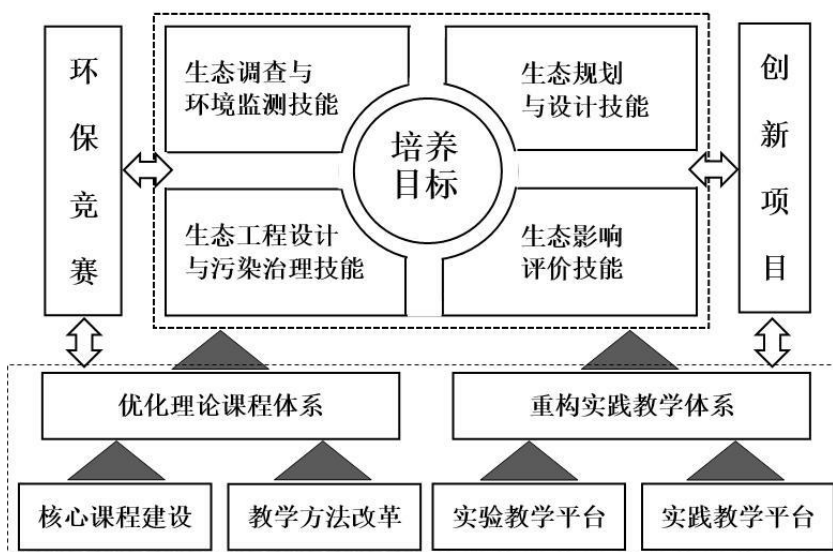 环保竞赛
生态调查与
环境监测技能
生态规划
与设计技能
培养
目标
生态工程设计
与污染治理技能
生态影响
评价技能
创新项目
优化理论课程体系
重构实践教学体系
核心课程建设
教学方法改革
实验教学平台
实践教学平台